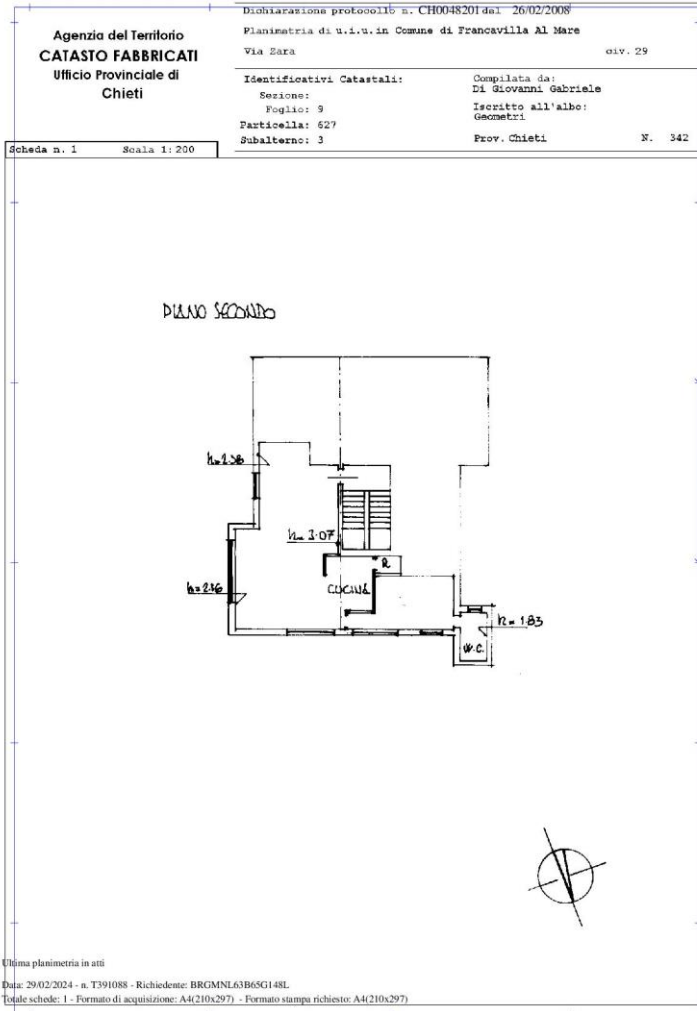 Agenzia del Territorio
CATASTO FABBRICATI
Ufficio Provinciale di
Chieti
Dichiarazione protocollo n. CH0048201 del 26/02/2008
Planimetria di u.i.u. in Comune di Francavilla Al Mare
Via Zara civ. 29
Identificativi Catastali:
Sezione:
Foglio: 9
Particella: 627
Subalterno: 3
Compilata da:
Di Giovanni Gabriele
Iscritto all'albo:
Geometri
Prov. Chieti N. 342
Scheda n. 1 Scala 1:200
PIANO SECONDO
h=2.38
h=3.07
R
CUCINA
h=2.36
h=1.83
W.C.
Ultima planimetria in atti
Data: 29/02/2024 - n. T391088 - Richiedente: BRGMNL63B65G148L
Totale schede: 1 - Formato di acquisizione: A4(210x297) - Formato stampa richiesto: A4(210x297)